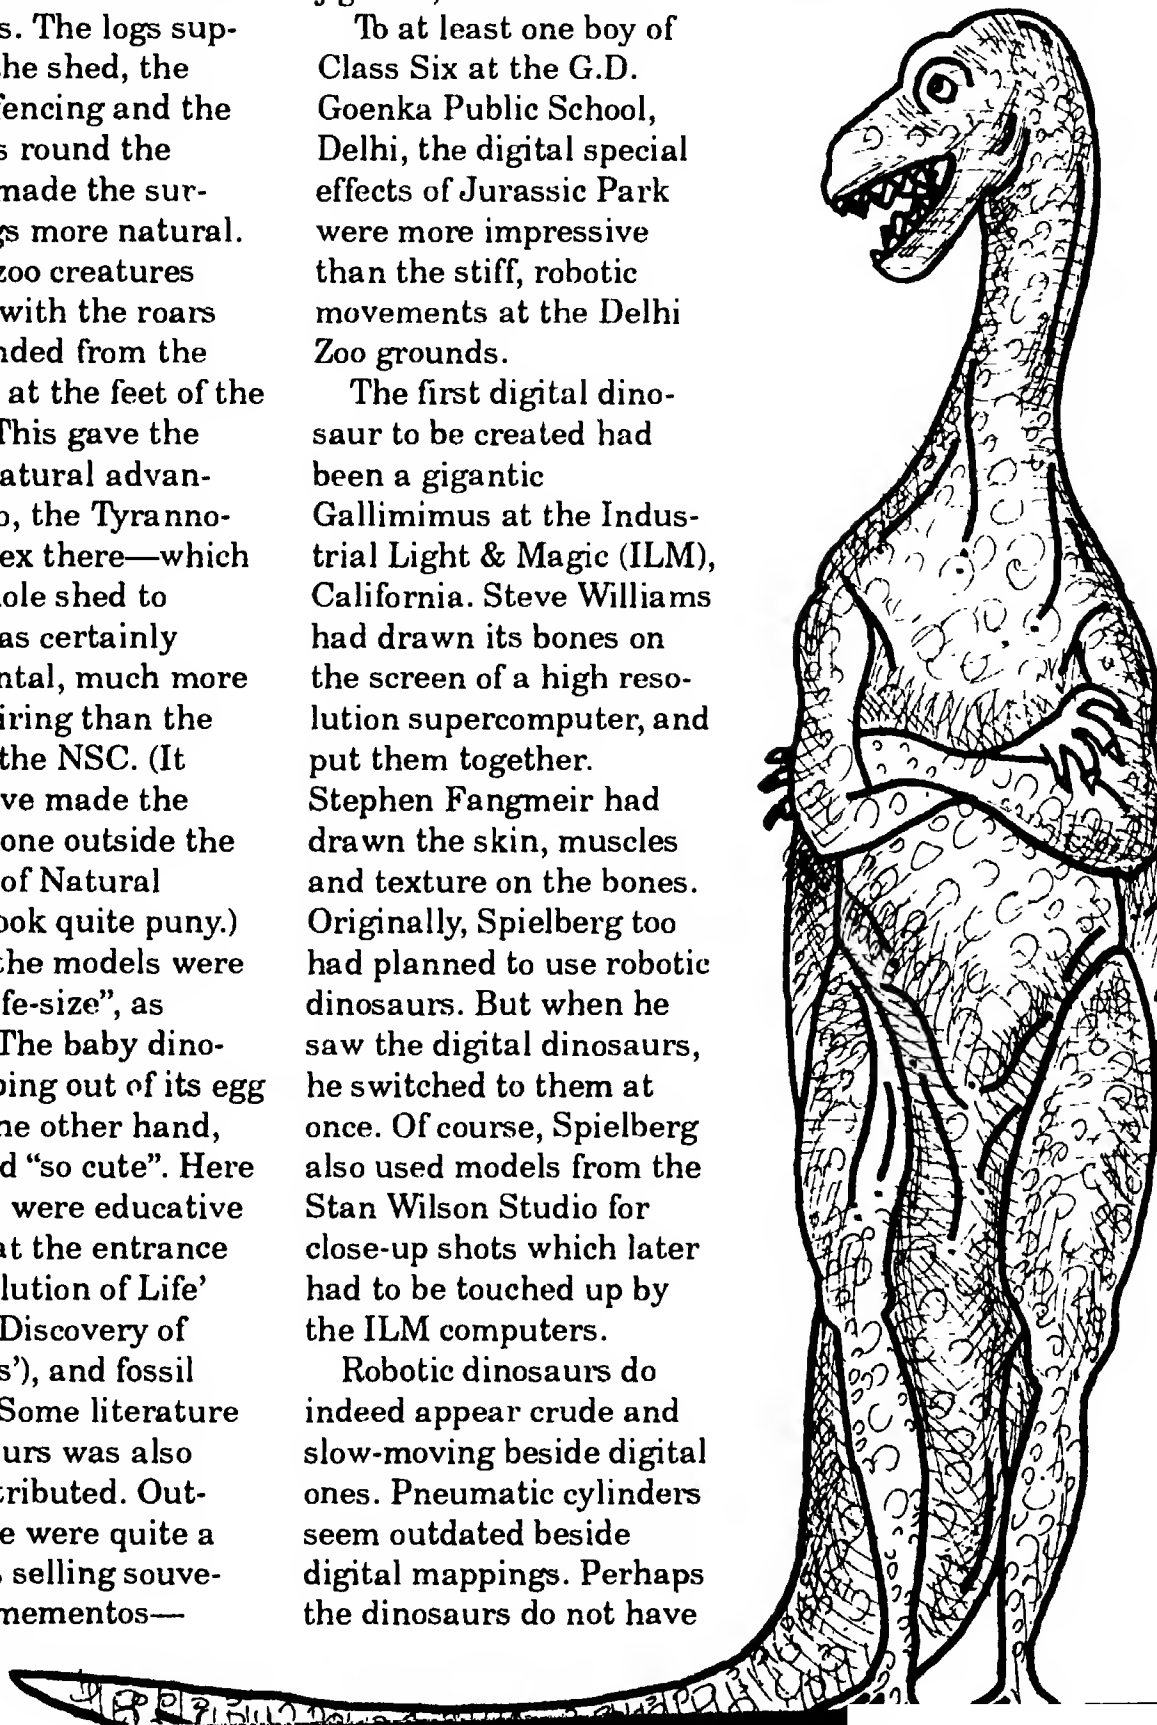 s. The logs sup-
he shed, the
fencing and the
s round the
made the sur-
gs more natural.
zoo creatures
with the roars
nded from the
at the feet of the
This gave the
atural advan-
o, the Tyranno-
ex there—which
ole shed to
as certainly
ntal, much more
iring than the
the NSC. (It
ve made the
one outside the
of Natural
ook quite puny.)
the models were
fe-size”, as
The baby dino-
ping out of its egg
ne other hand,
d “so cute”. Here
were educative
at the entrance
lution of Life’
Discovery of
s’), and fossil
Some literature
urs was also
tributed. Out-
e were quite a
selling souve-
mementos—
To at least one boy of
Class Six at the G.D.
Goenka Public School,
Delhi, the digital special
effects of Jurassic Park
were more impressive
than the stiff, robotic
movements at the Delhi
Zoo grounds.
The first digital dino-
saur to be created had
been a gigantic
Gallimimus at the Indus-
trial Light & Magic (ILM),
California. Steve Williams
had drawn its bones on
the screen of a high reso-
lution supercomputer, and
put them together.
Stephen Fangmeir had
drawn the skin, muscles
and texture on the bones.
Originally, Spielberg too
had planned to use robotic
dinosaurs. But when he
saw the digital dinosaurs,
he switched to them at
once. Of course, Spielberg
also used models from the
Stan Wilson Studio for
close-up shots which later
had to be touched up by
the ILM computers.
Robotic dinosaurs do
indeed appear crude and
slow-moving beside digital
ones. Pneumatic cylinders
seem outdated beside
digital mappings. Perhaps
the dinosaurs do not have